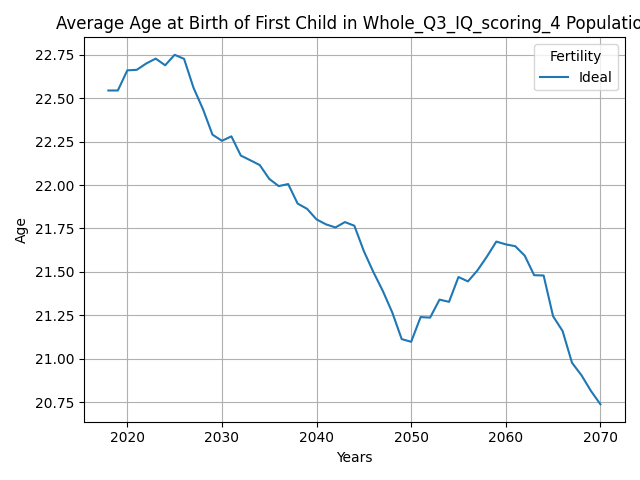 Average Age at Birth of First Child in Whole_Q3_IQ_scoring_4 Populatio
22.75
22.50
22.25
22.00
21.75
21.50
21.25
21.00
20.75
Age
Fertility
Ideal
2020 2030 2040 2050 2060 2070
Years